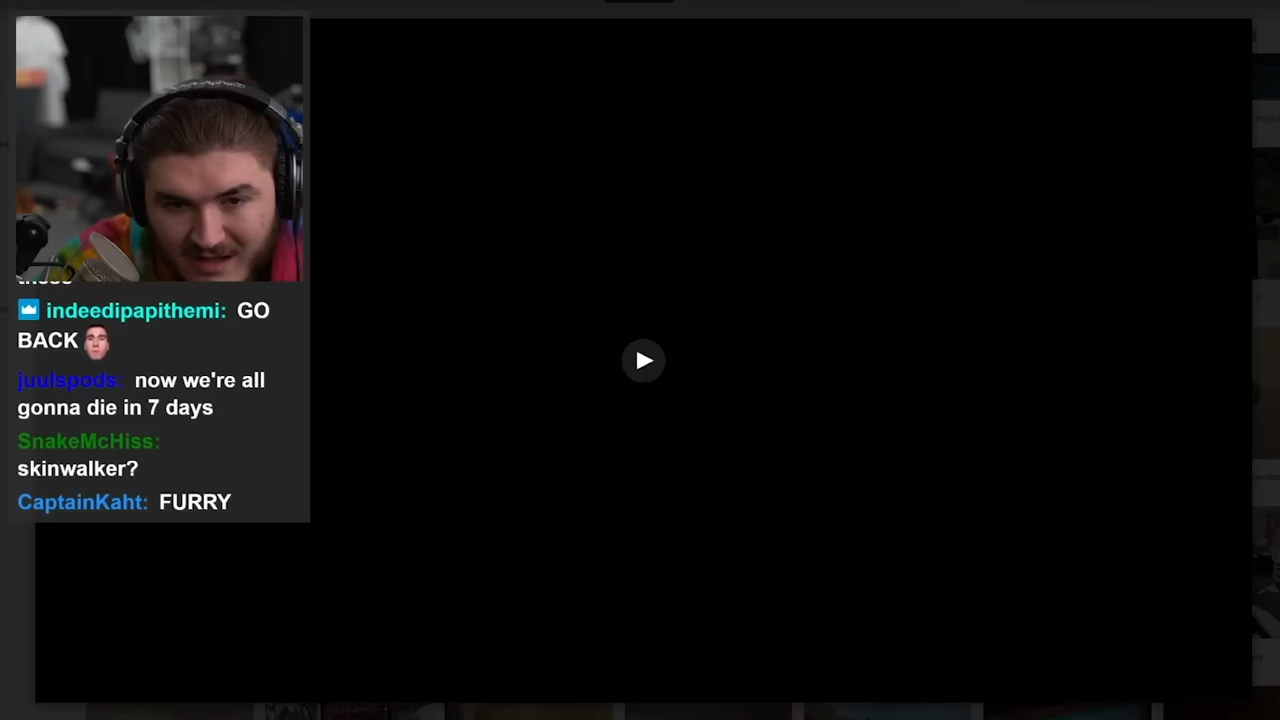 indeedipapithemi: GO
BACK
juulspods: now we're all
gonna die in 7 days
SnakeMcHiss:
skinwalker?
CaptainKaht: FURRY